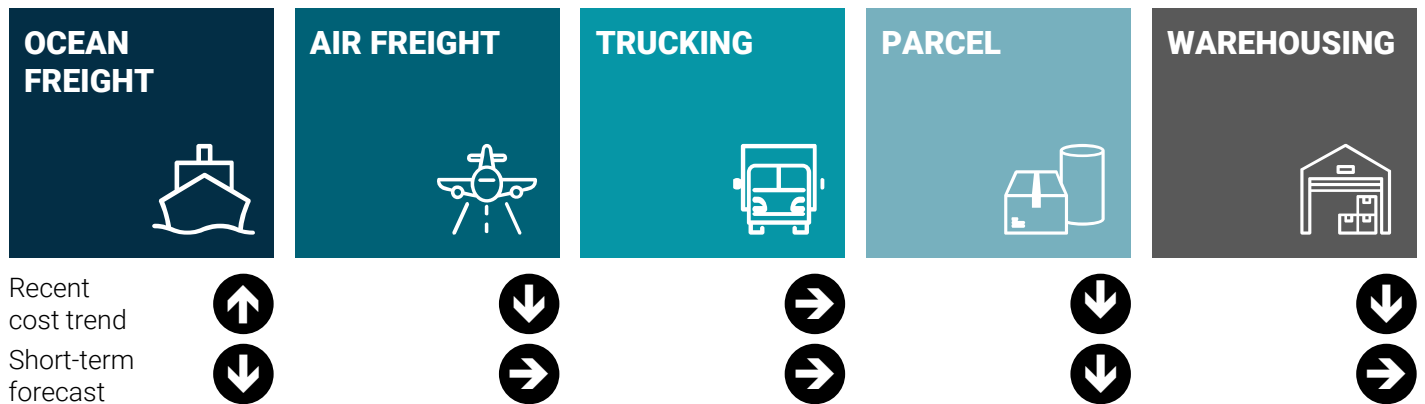 OCEAN
FREIGHT
AIR FREIGHT
TRUCKING
PARCEL
WAREHOUSING
Recent
cost trend
Short-term
forecast